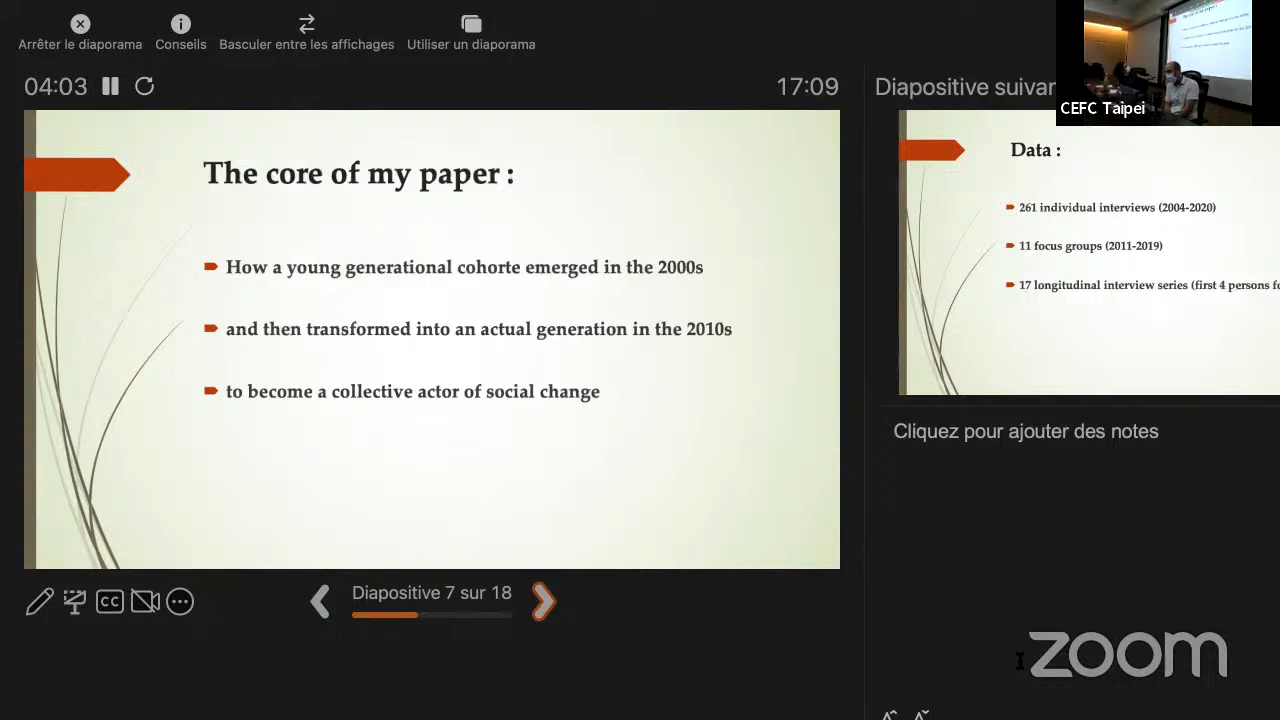 Arrêter le diaporama
Conseils
Basculer entre les affichages
Utiliser un diaporama
04:03
17:09
Diapositive suivan
CEFC Taipei
The core of my paper :
How a young generational cohorte emerged in the 2000s
and then transformed into an actual generation in the 2010s
to become a collective actor of social change
Data :
261 individual interviews (2004-2020)
11 focus groups (2011-2019)
17 longitudinal interview series (first 4 persons fo
Cliquez pour ajouter des notes
CC
Diapositive 7 sur 18
zoom